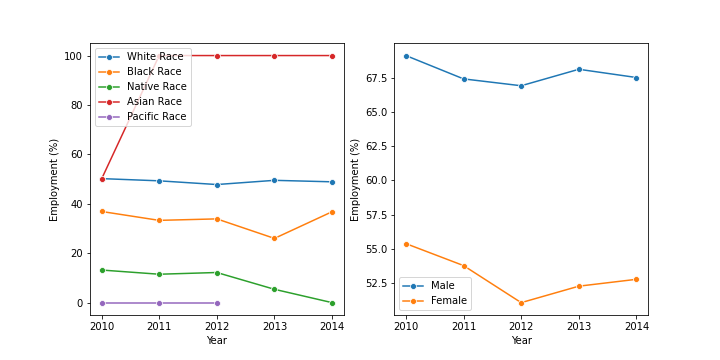 100
80
60
40
20
0
Employment (%)
White Race
Black Race
Native Race
Asian Race
Pacific Race
2010 2011 2012 2013 2014
Year
67.5
65.0
62.5
60.0
57.5
55.0
52.5
Employment (%)
Male
Female
2010 2011 2012 2013 2014
Year